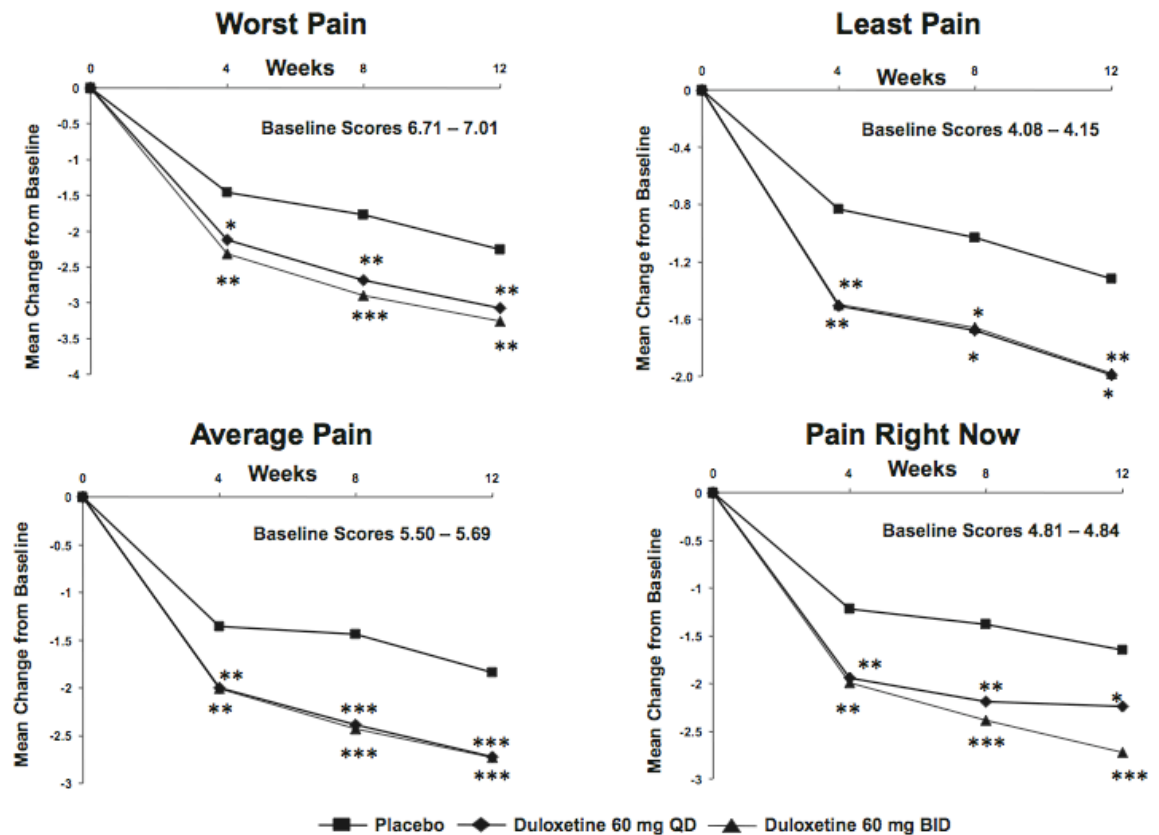 Worst Pain
Weeks
0 4 8 12
0
-0.5
-1
-1.5
-2
-2.5
-3
-3.5
-4
Mean Change from Baseline
Baseline Scores 6.71 – 7.01
*
**
**
***
**
**
Least Pain
Weeks
0 4 8 12
0
-0.4
-0.8
-1.2
-1.6
-2.0
Mean Change from Baseline
Baseline Scores 4.08 – 4.15
**
**
*
*
**
*
Average Pain
Weeks
0 4 8 12
0
-0.5
-1
-1.5
-2
-2.5
-3
Mean Change from Baseline
Baseline Scores 5.50 – 5.69
**
**
***
***
***
***
Pain Right Now
Weeks
0 4 8 12
0
-0.5
-1
-1.5
-2
-2.5
-3
Mean Change from Baseline
Baseline Scores 4.81 – 4.84
**
**
**
***
*
***
Placebo Duloxetine 60 mg QD Duloxetine 60 mg BID